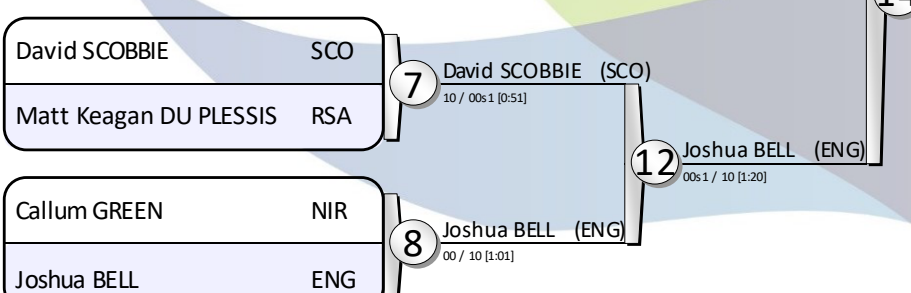 David SCOBBIE SCO
Matt Keagan DU PLESSIS RSA
7
David SCOBBIE (SCO)
10 / 00s1 [0:51]
Callum GREEN NIR
Joshua BELL ENG
8
Joshua BELL (ENG)
00 / 10 [1:01]
12
Joshua BELL (ENG)
00s1 / 10 [1:20]